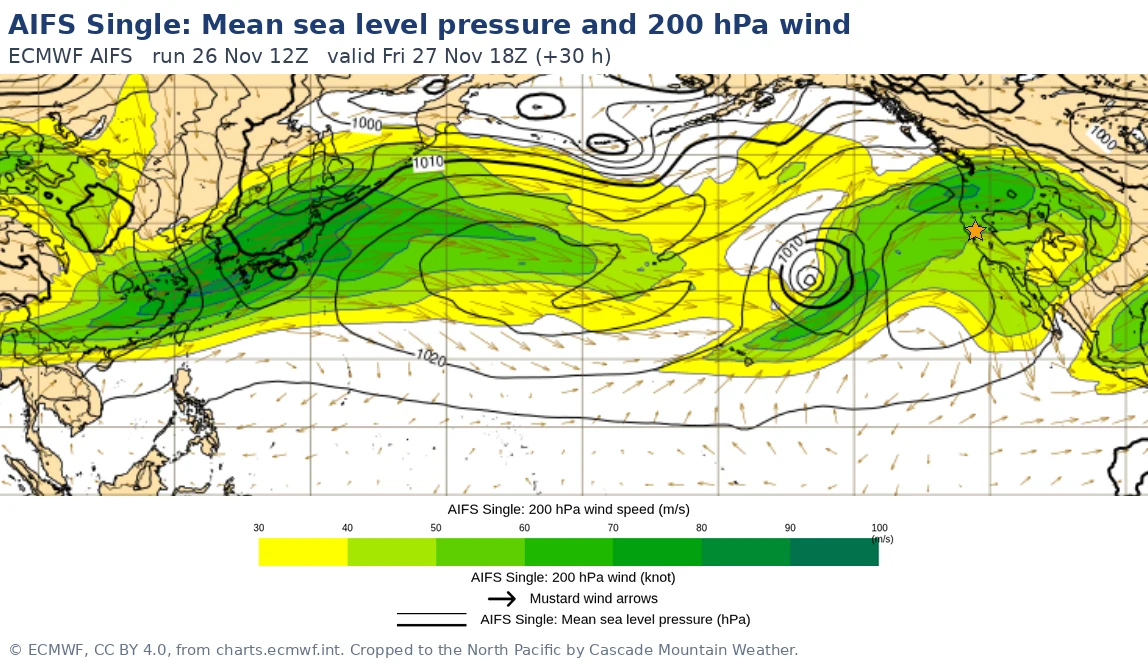 AIFS Single: Mean sea level pressure and 200 hPa wind
ECMWF AIFS   run 26 Nov 12Z   valid Fri 27 Nov 18Z (+30 h)
1000
1000
1010
1010
1020
AIFS Single: 200 hPa wind speed (m/s)
30 40 50 60 70 80 90 100
(m/s)
AIFS Single: 200 hPa wind (knot)
Mustard wind arrows
AIFS Single: Mean sea level pressure (hPa)
© ECMWF, CC BY 4.0, from charts.ecmwf.int. Cropped to the North Pacific by Cascade Mountain Weather.